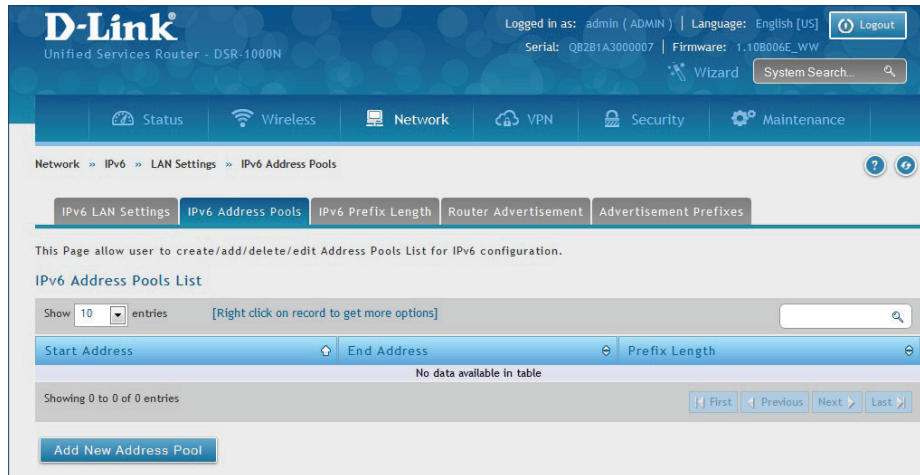 D-Link
Unified Services Router - DSR-1000N
Logged in as: admin ( ADMIN ) | Language: English [US]
Logout
Serial: QB2B1A3000007 | Firmware: 1.10B006E_WW
Wizard
System Search...
Status
Wireless
Network
VPN
Security
Maintenance
Network » IPv6 » LAN Settings » IPv6 Address Pools
IPv6 LAN Settings
IPv6 Address Pools
IPv6 Prefix Length
Router Advertisement
Advertisement Prefixes
This Page allow user to create/add/delete/edit Address Pools List for IPv6 configuration.
IPv6 Address Pools List
Show 10 entries
[Right click on record to get more options]
Start Address
End Address
Prefix Length
No data available in table
Showing 0 to 0 of 0 entries
First
Previous
Next
Last
Add New Address Pool